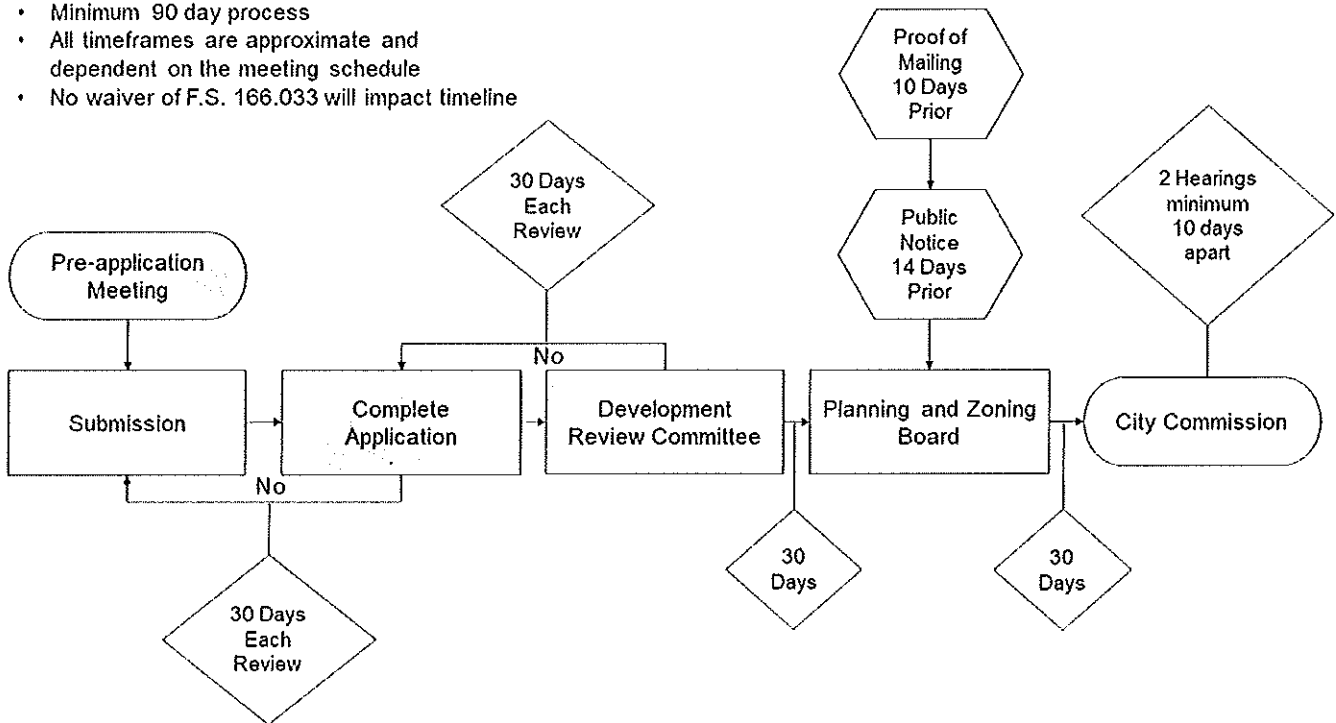 • Minimum 90 day process
• All timeframes are approximate and
dependent on the meeting schedule
• No waiver of F.S. 166.033 will impact timeline
Proof of
Mailing
10 Days
Prior
30 Days
Each
Review
Public
Notice
14 Days
Prior
2 Hearings
minimum
10 days
apart
Pre-application
Meeting
No
Submission
Complete
Application
Development
Review Committee
Planning and Zoning
Board
City Commission
No
30
Days
30
Days
30 Days
Each
Review